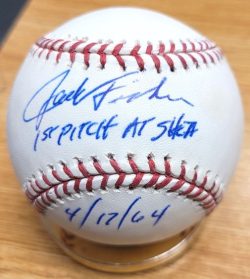 Jack Fisher
1st PITCH AT SHEA
4/17/64